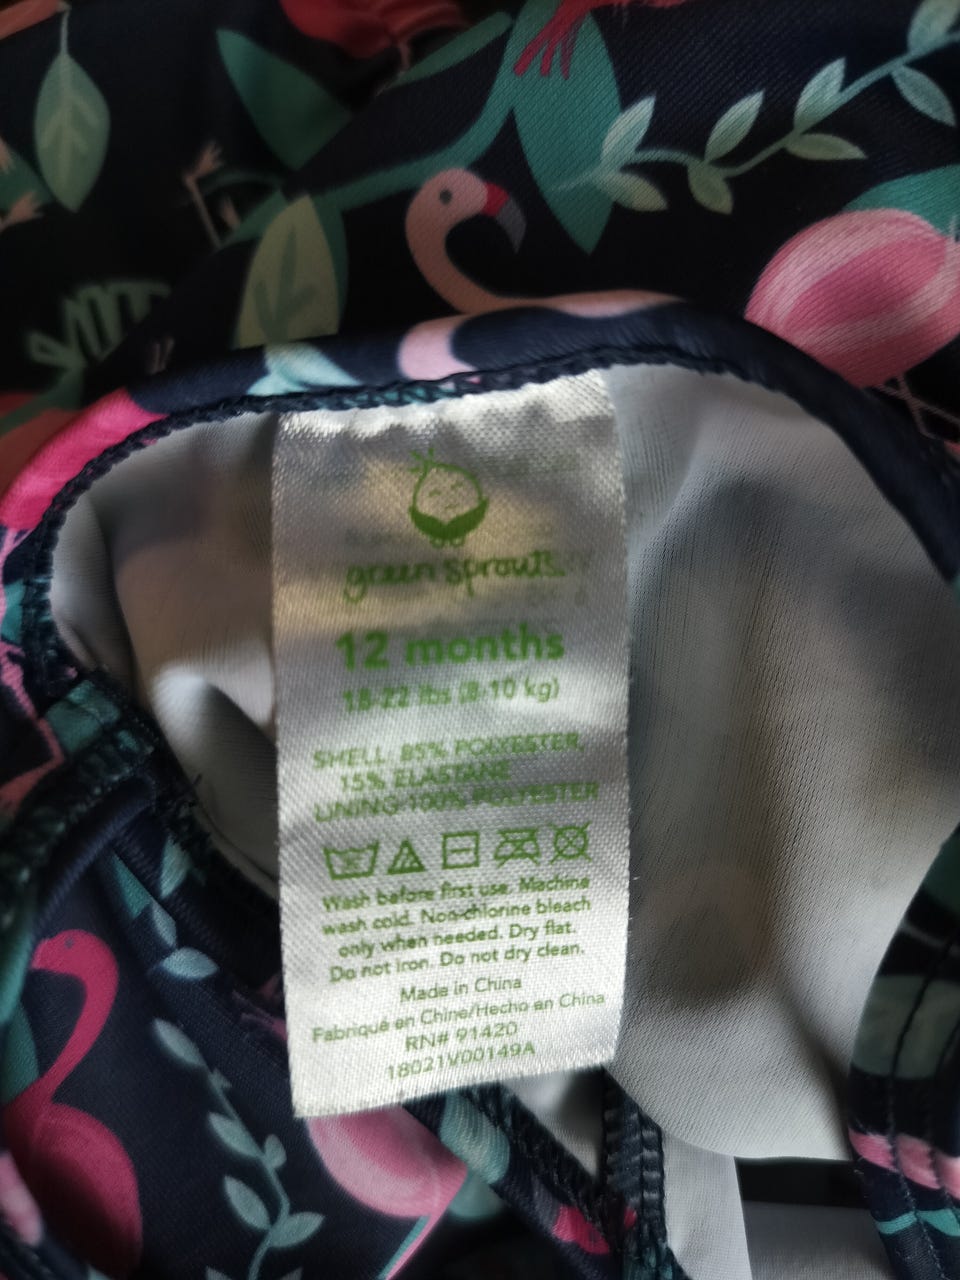 green sprouts
12 months
18-22 lbs (8-10 kg)
SHELL: 85% POLYESTER,
15% ELASTANE
LINING:100% POLYESTER
Wash before first use. Machine
wash cold. Non-chlorine bleach
only when needed. Dry flat.
Do not iron. Do not dry clean.
Made in China
Fabriqué en Chine/Hecho en China
RN# 91420
18021V00149A